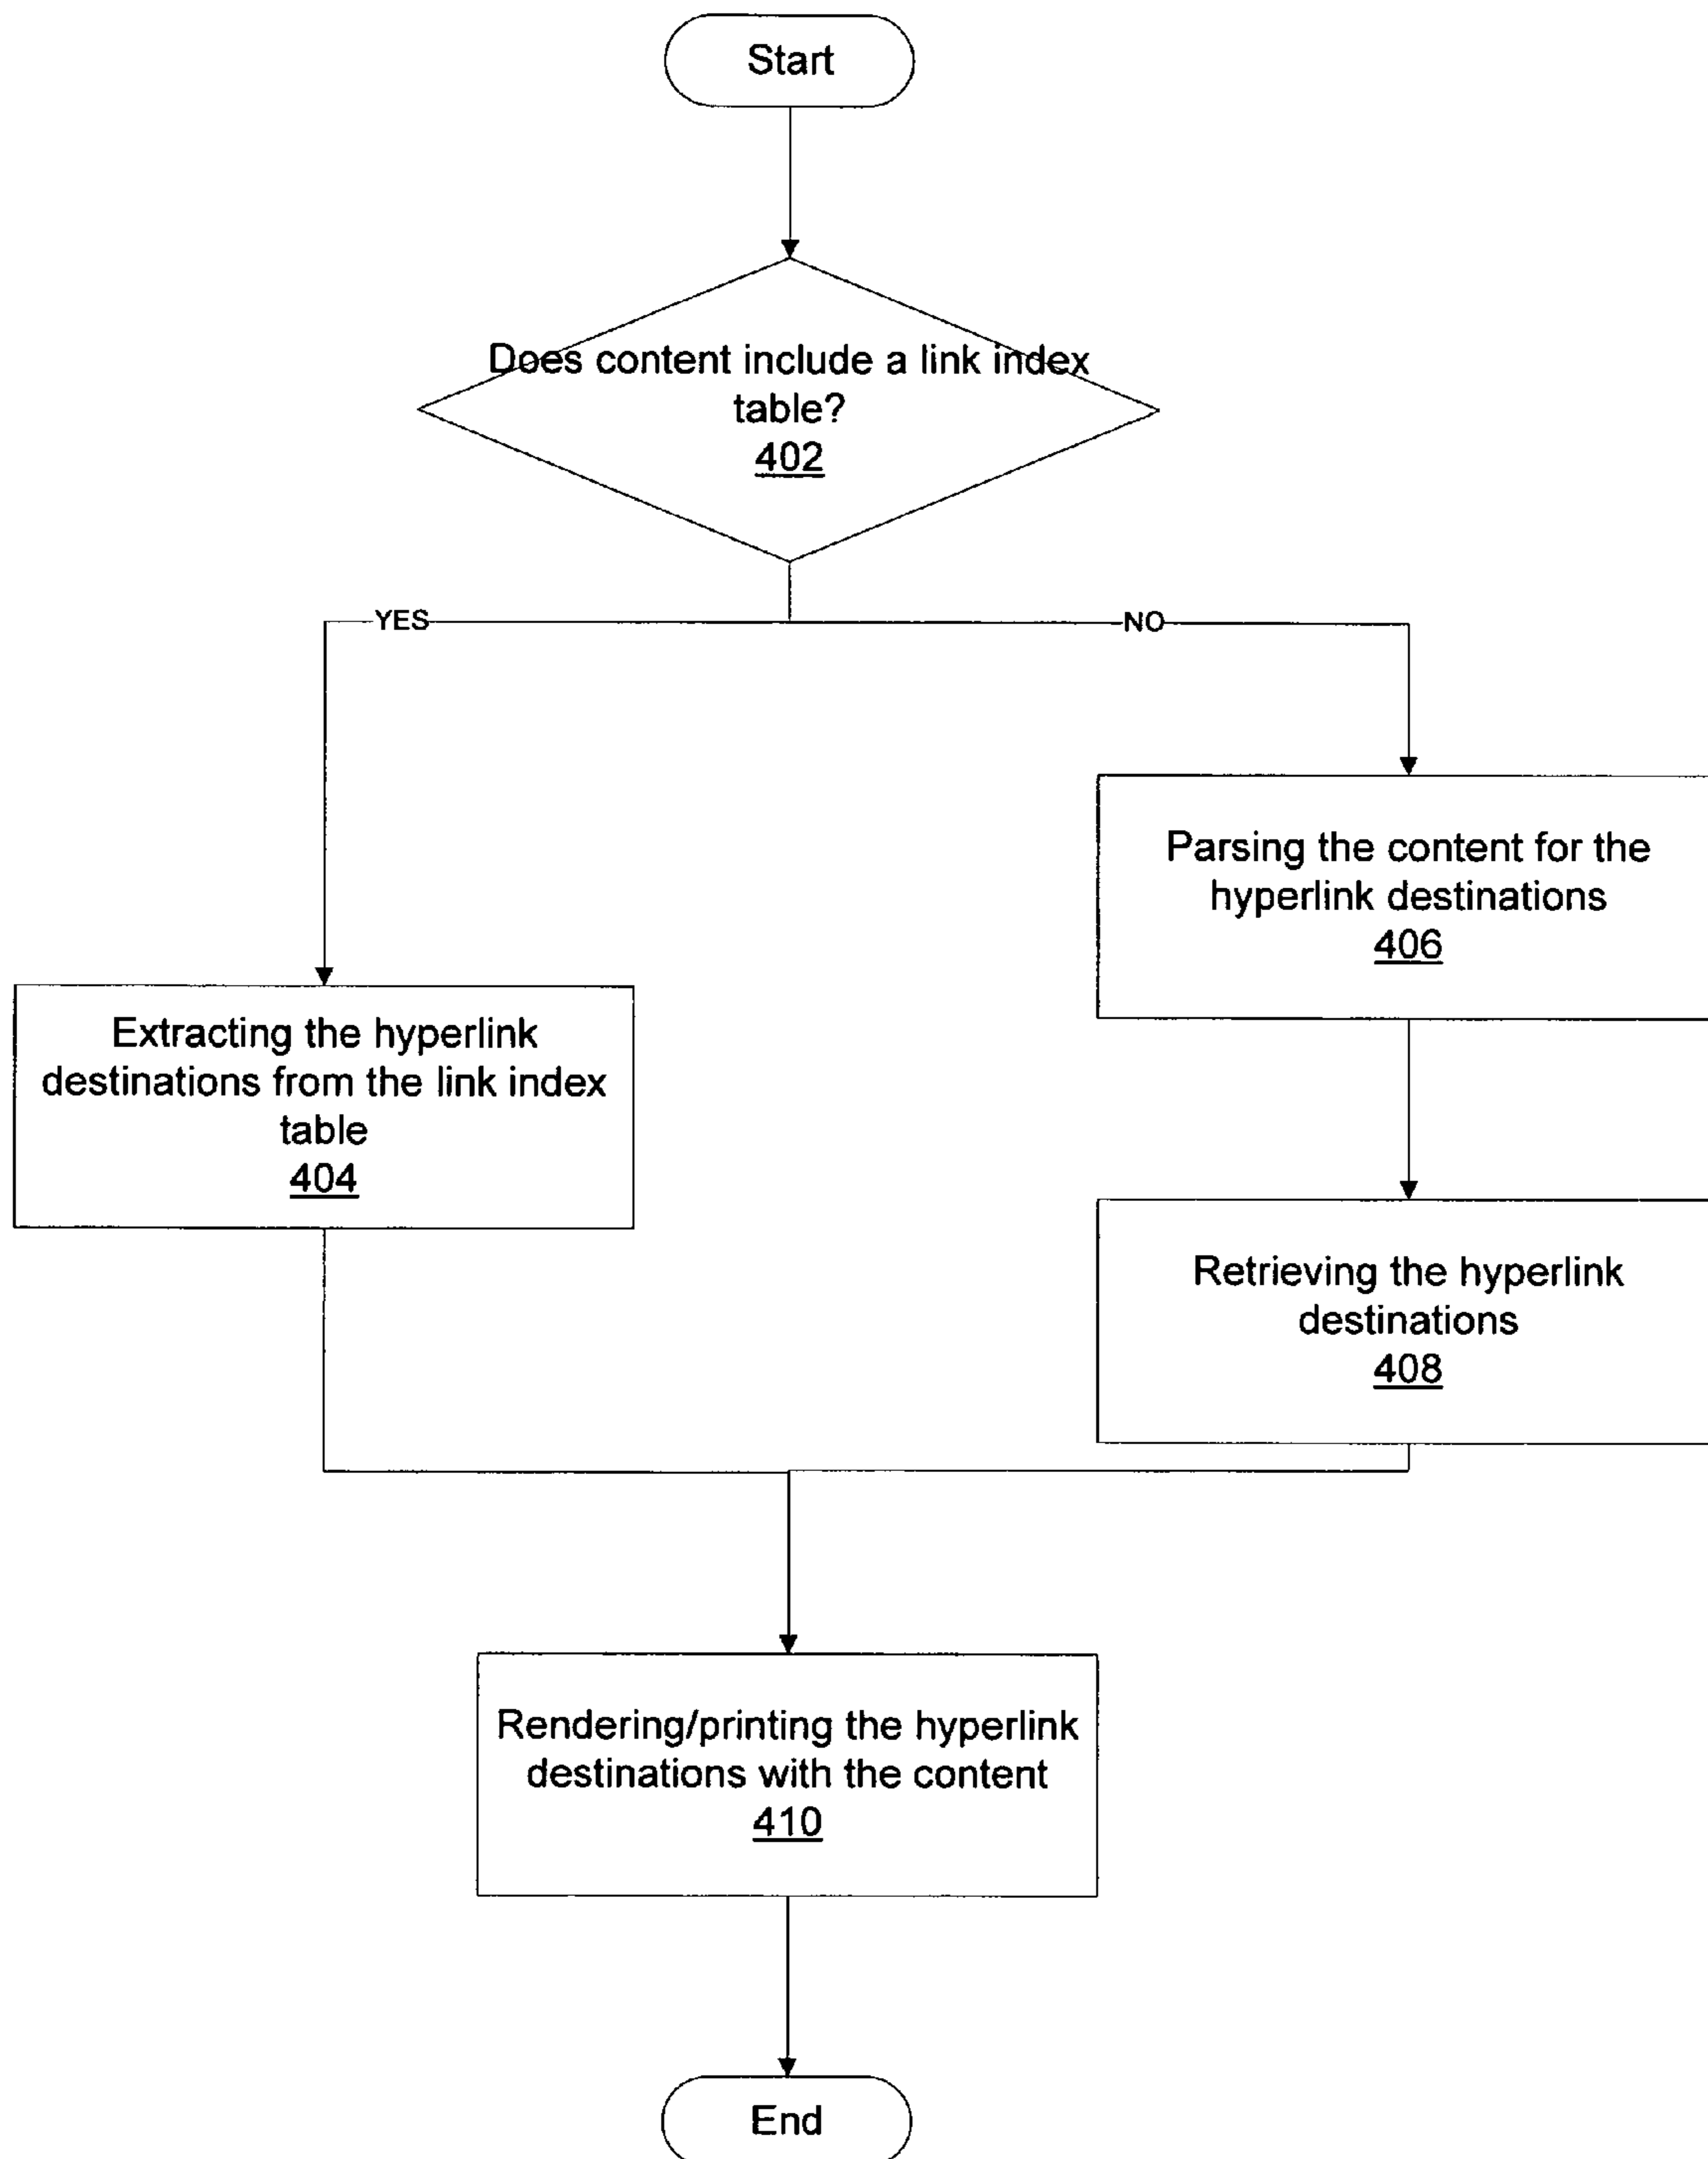 Start
Does content include a link index
table?
402
YES
NO
Parsing the content for the
hyperlink destinations
406
Extracting the hyperlink
destinations from the link index
table
404
Retrieving the hyperlink
destinations
408
Rendering/printing the hyperlink
destinations with the content
410
End